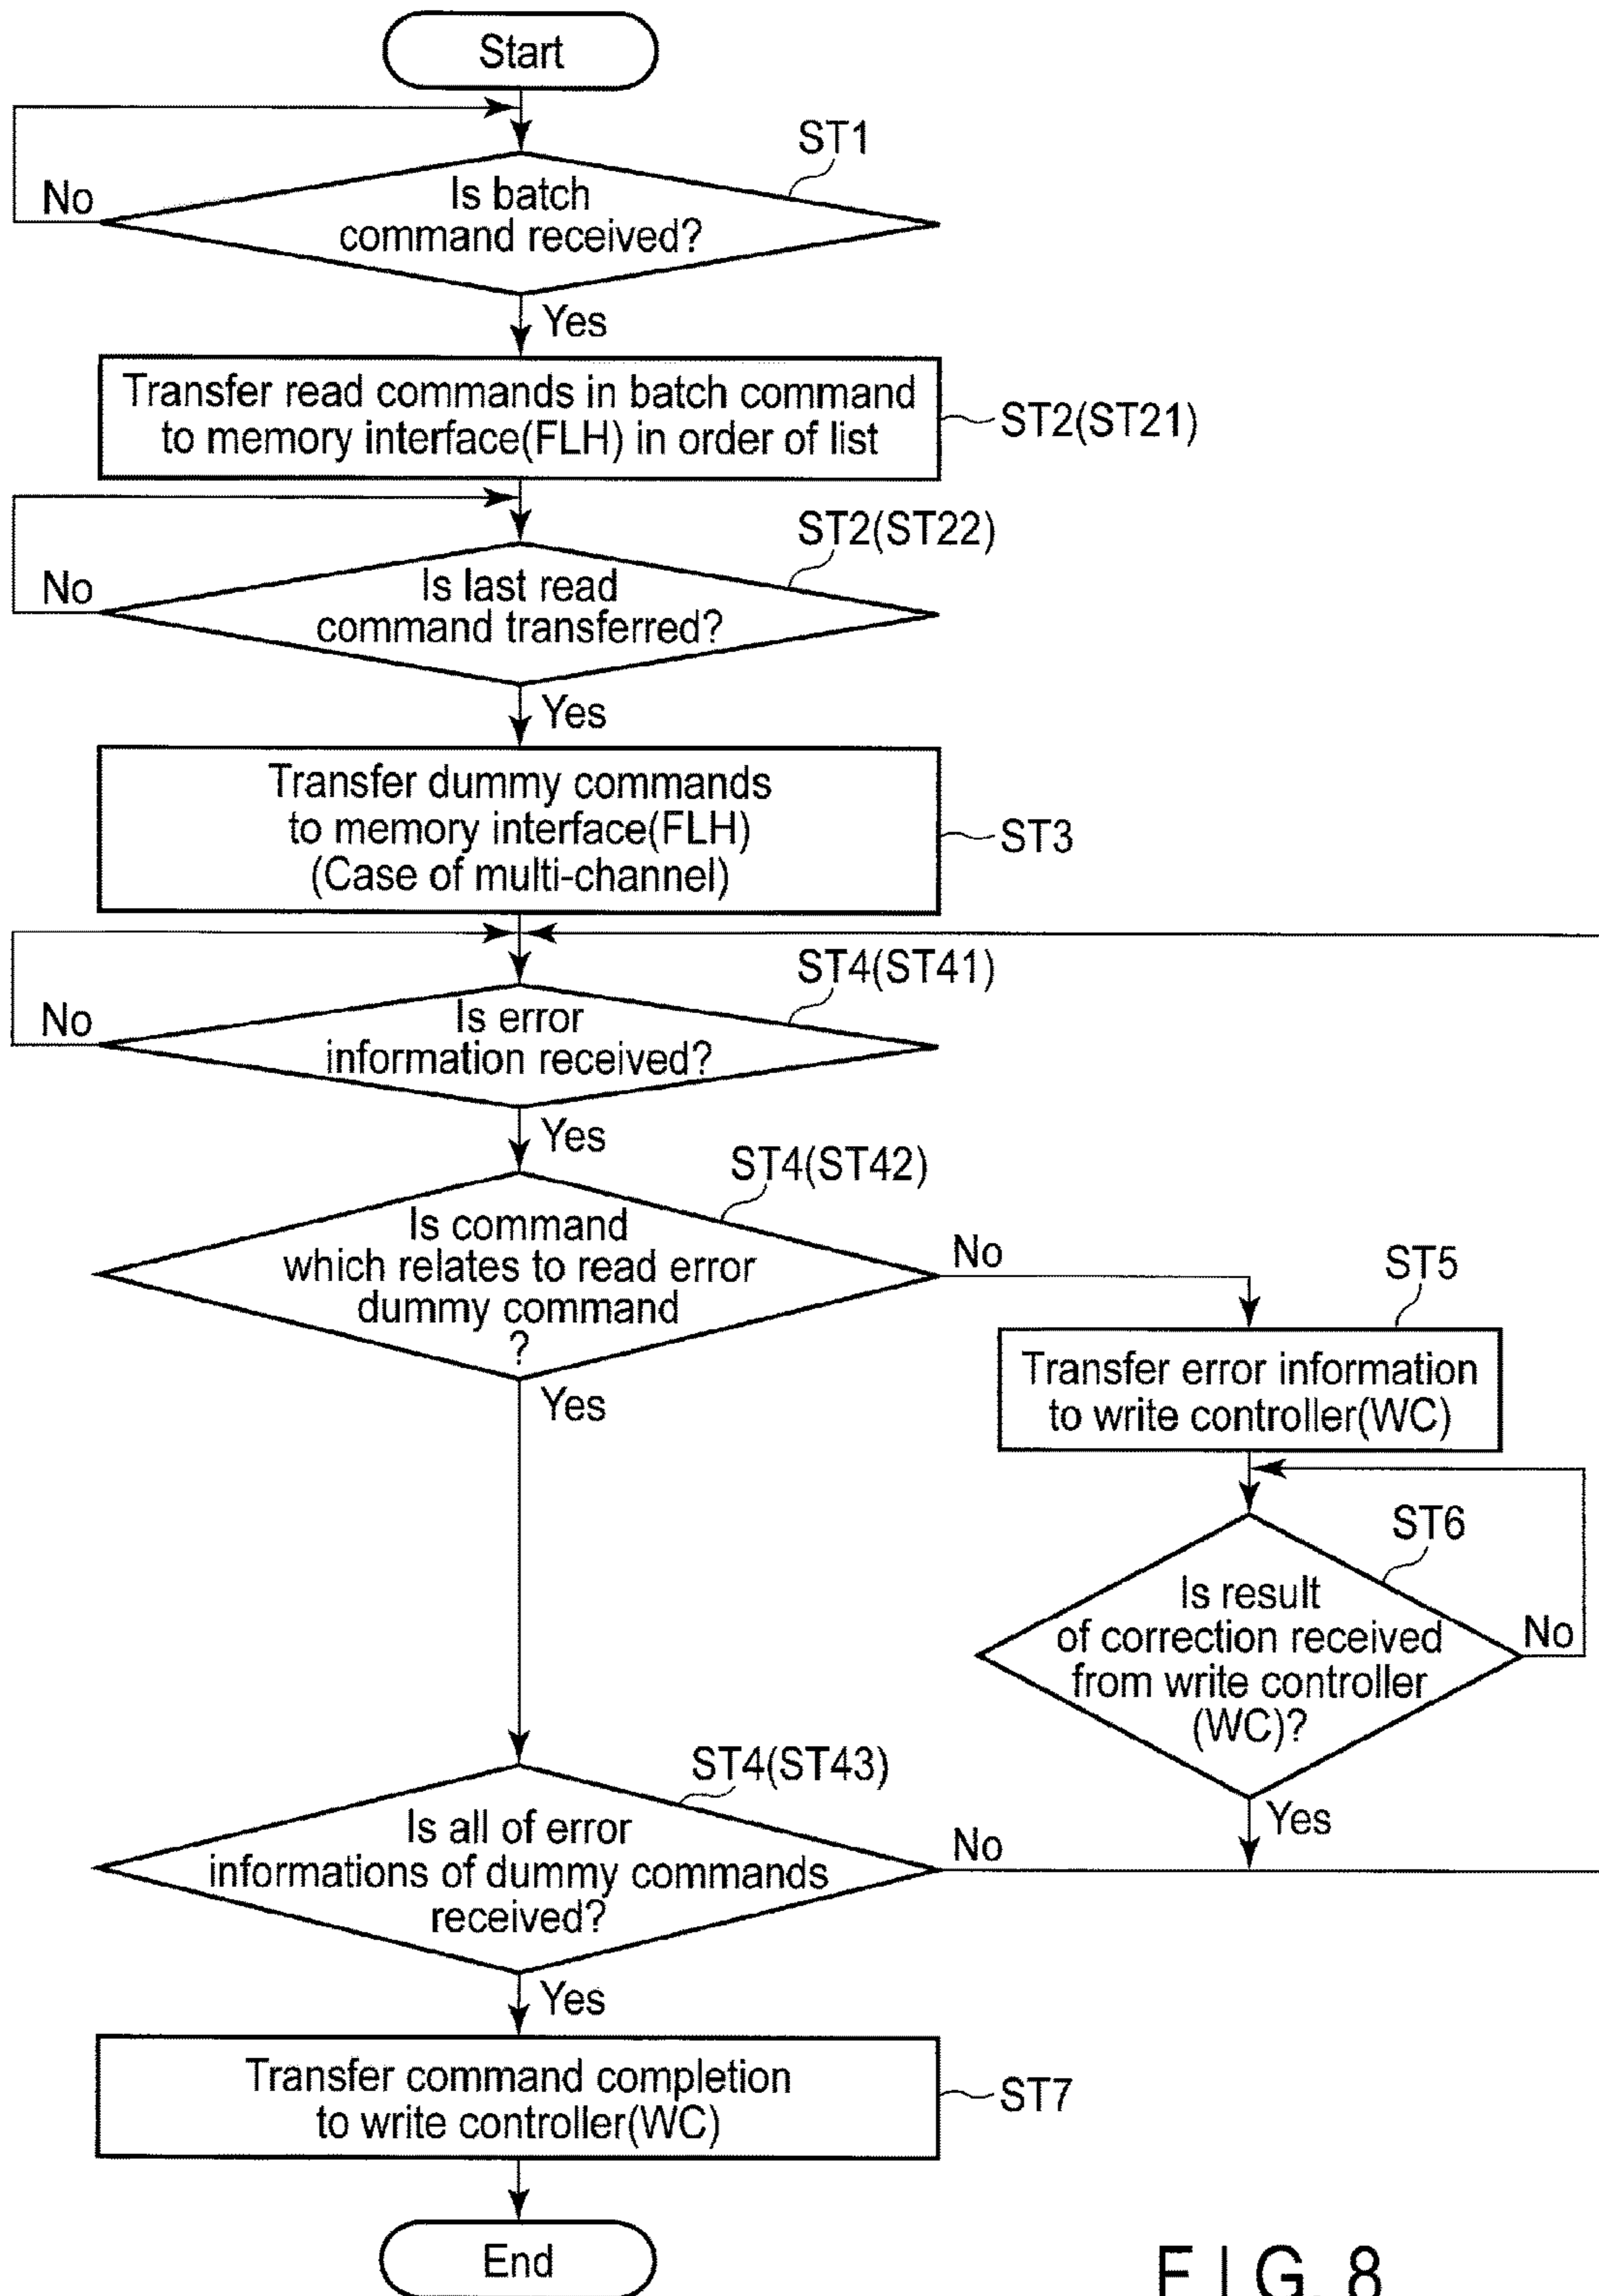 Start
ST1
No
Is batch
command received?
Yes
Transfer read commands in batch command
to memory interface(FLH) in order of list
ST2(ST21)
ST2(ST22)
No
Is last read
command transferred?
Yes
Transfer dummy commands
to memory interface(FLH)
(Case of multi-channel)
ST3
ST4(ST41)
No
Is error
information received?
Yes
ST4(ST42)
Is command
which relates to read error
dummy command
?
No
Yes
ST5
Transfer error information
to write controller(WC)
ST6
Is result
of correction received
from write controller
(WC)?
No
Yes
ST4(ST43)
Is all of error
informations of dummy commands
received?
No
Yes
Transfer command completion
to write controller(WC)
ST7
End
FIG. 8